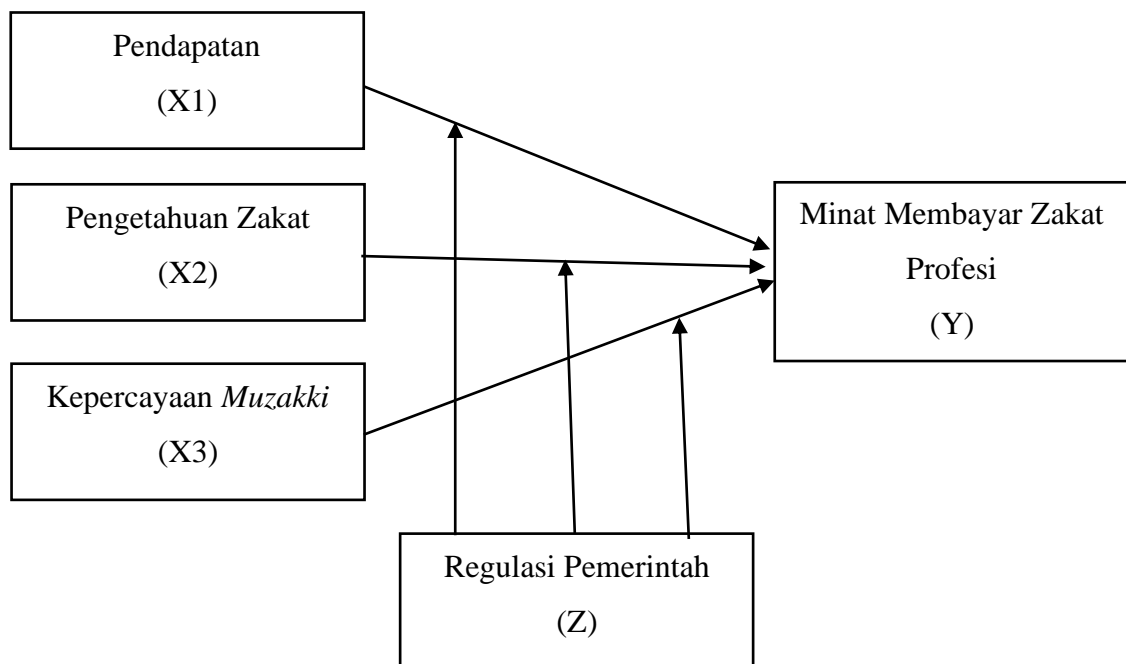 Pendapatan
(X1)
Pengetahuan Zakat
(X2)
Kepercayaan Muzakki
(X3)
Minat Membayar Zakat
Profesi
(Y)
Regulasi Pemerintah
(Z)